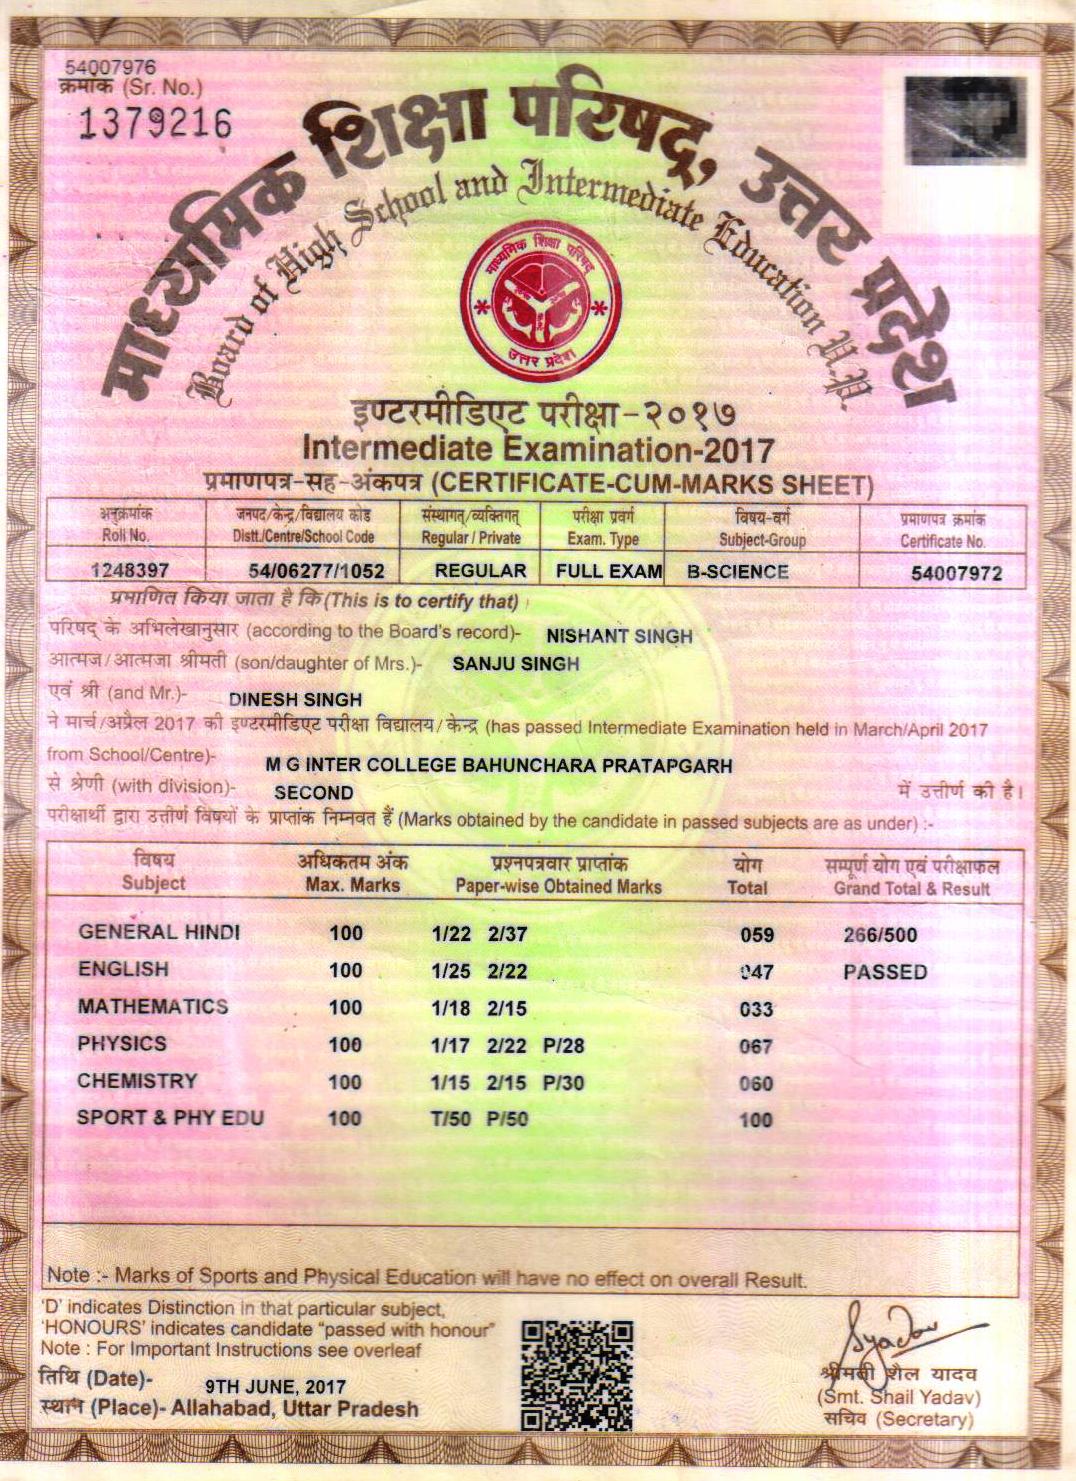 54007976
क्रमांक (Sr. No.)
1379216
माध्यमिक शिक्षा परिषद्, उत्तर प्रदेश
Board of High School and Intermediate Education U.P.
माध्यमिक शिक्षा परिषद्
उत्तर प्रदेश
इण्टरमीडिएट परीक्षा-२०१७
Intermediate Examination-2017
प्रमाणपत्र-सह-अंकपत्र (CERTIFICATE-CUM-MARKS SHEET)
अनुक्रमांक जनपद/केन्द्र/विद्यालय कोड संस्थागत्/व्यक्तिगत् परीक्षा प्रवर्ग विषय-वर्ग प्रमाणपत्र क्रमांक
Roll No. Distt./Centre/School Code Regular / Private Exam. Type Subject-Group Certificate No.
1248397 54/06277/1052 REGULAR FULL EXAM B-SCIENCE 54007972
प्रमाणित किया जाता है कि (This is to certify that)
परिषद् के अभिलेखानुसार (according to the Board's record)- NISHANT SINGH
आत्मज/आत्मजा श्रीमती (son/daughter of Mrs.)- SANJU SINGH
एवं श्री (and Mr.)- DINESH SINGH
ने मार्च/अप्रैल 2017 की इण्टरमीडिएट परीक्षा विद्यालय/केन्द्र (has passed Intermediate Examination held in March/April 2017
from School/Centre)- M G INTER COLLEGE BAHUNCHARA PRATAPGARH
से श्रेणी (with division)- SECOND में उत्तीर्ण की है।
परीक्षार्थी द्वारा उत्तीर्ण विषयों के प्राप्तांक निम्नवत हैं (Marks obtained by the candidate in passed subjects are as under) :-
विषय अधिकतम अंक प्रश्नपत्रवार प्राप्तांक योग सम्पूर्ण योग एवं परीक्षाफल
Subject Max. Marks Paper-wise Obtained Marks Total Grand Total & Result
GENERAL HINDI 100 1/22 2/37 059 266/500
ENGLISH 100 1/25 2/22 047 PASSED
MATHEMATICS 100 1/18 2/15 033
PHYSICS 100 1/17 2/22 P/28 067
CHEMISTRY 100 1/15 2/15 P/30 060
SPORT & PHY EDU 100 T/50 P/50 100
Note :- Marks of Sports and Physical Education will have no effect on overall Result.
'D' indicates Distinction in that particular subject,
'HONOURS' indicates candidate "passed with honour"
Note : For Important Instructions see overleaf
तिथि (Date)- 9TH JUNE, 2017
स्थान (Place)- Allahabad, Uttar Pradesh
Syadav
श्रीमती शैल यादव
(Smt. Shail Yadav)
सचिव (Secretary)